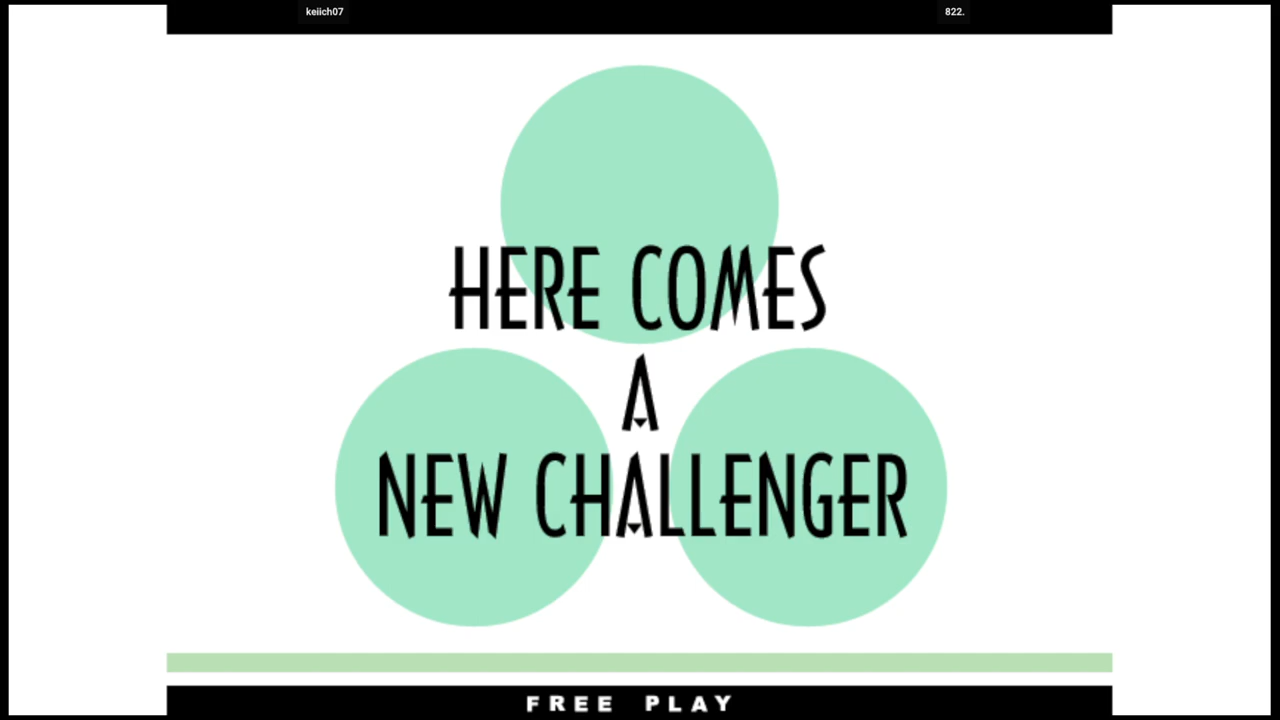 keiich07 822.
HERE COMES
A
NEW CHALLENGER
FREE PLAY